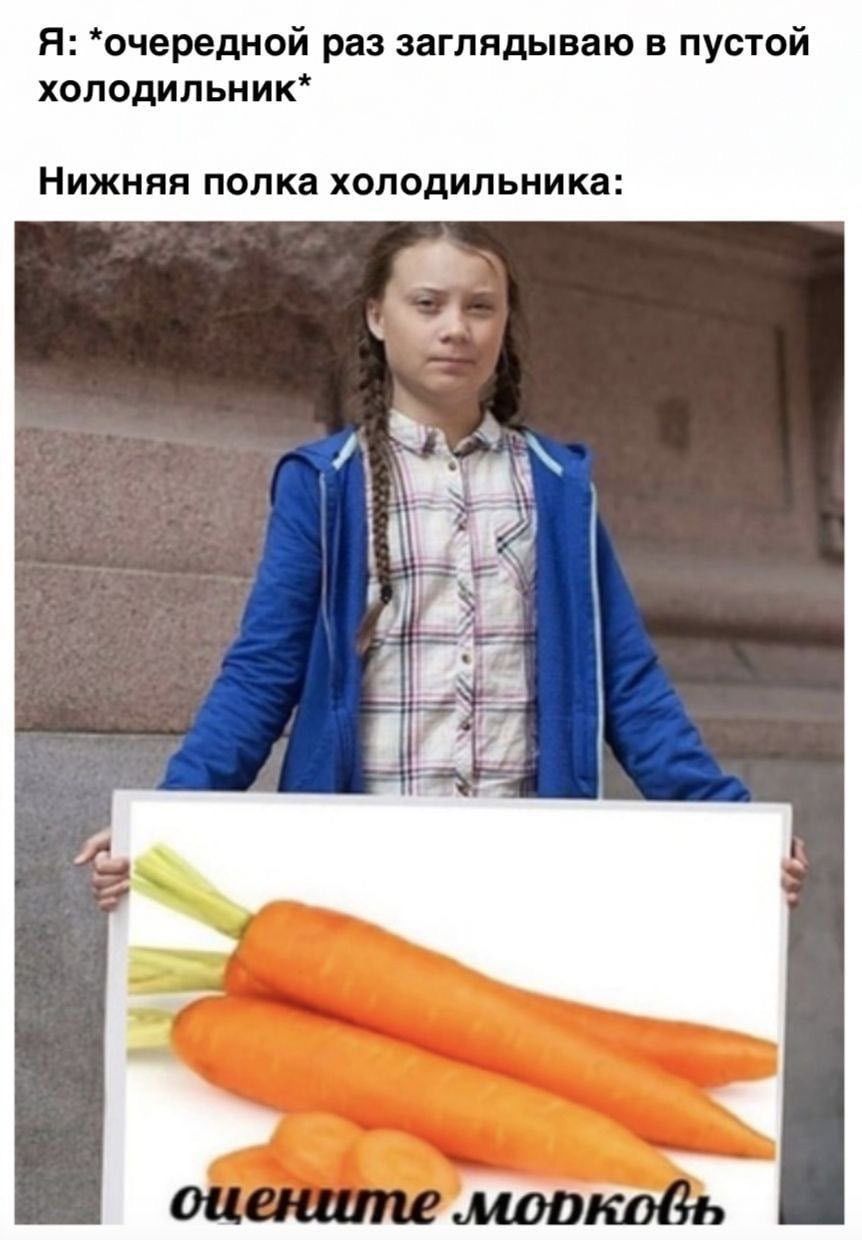 Я: *очередной раз заглядываю в пустой
холодильник*
Нижняя полка холодильника:
оцените морковь